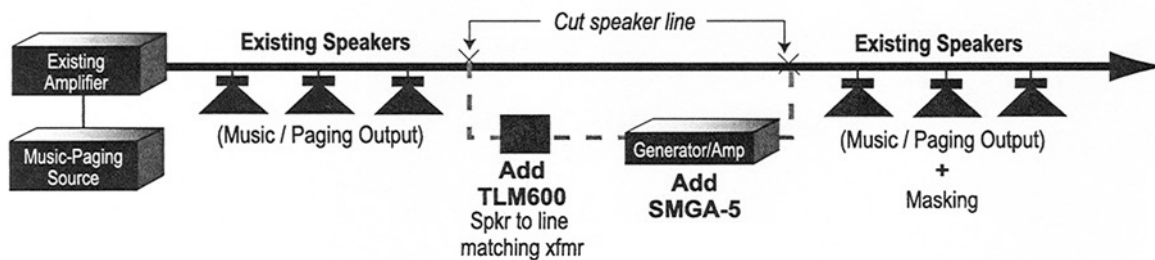 Cut speaker line
Existing Speakers
Existing Speakers
Existing
Amplifier
(Music / Paging Output)
Music-Paging
Source
Generator/Amp
(Music / Paging Output)
+
Masking
Add
TLM600
Spkr to line
matching xfmr
Add
SMGA-5